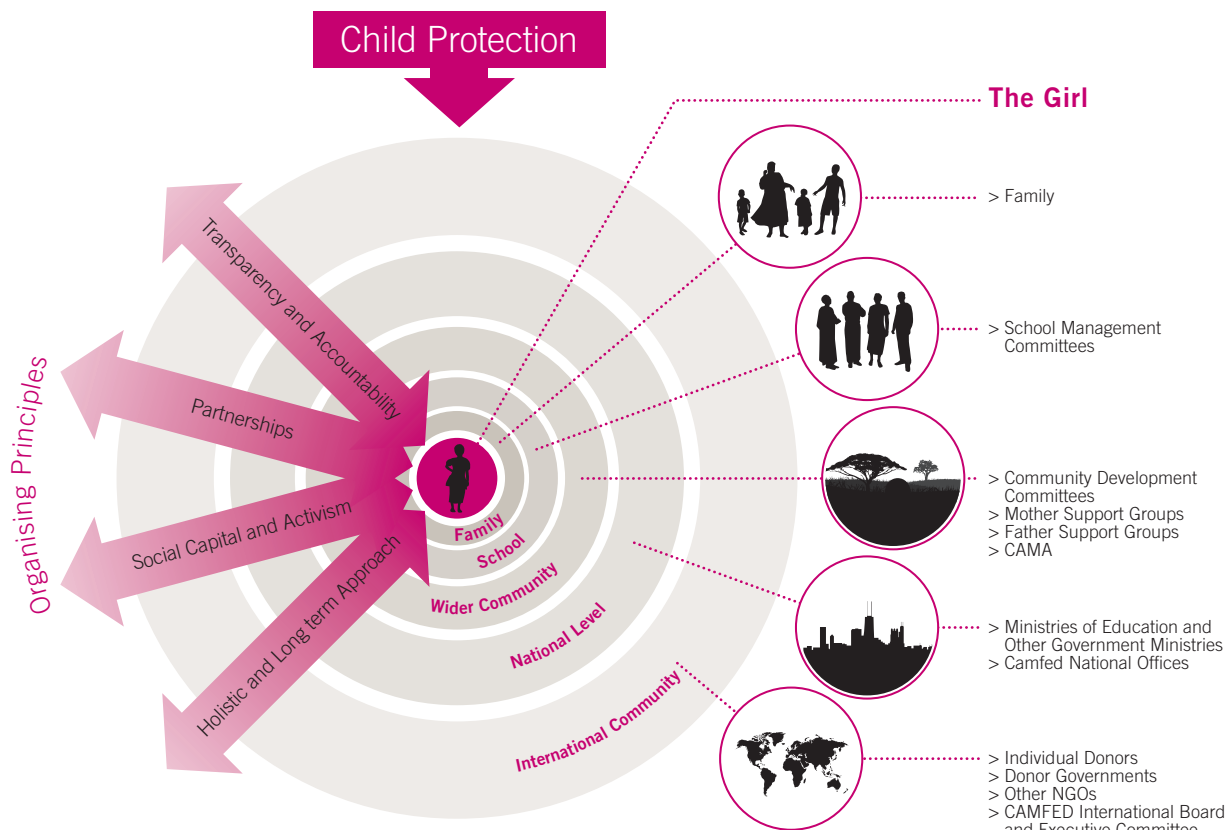 Child Protection
The Girl
> Family
> School Management
Committees
> Community Development
Committees
> Mother Support Groups
> Father Support Groups
> CAMA
> Ministries of Education and
Other Government Ministries
> Camfed National Offices
> Individual Donors
> Donor Governments
> Other NGOs
> CAMFED International Board
and Executive Committee
Organising Principles
Transparency and Accountability
Partnerships
Social Capital and Activism
Holistic and Long term Approach
Family
School
Wider Community
National Level
International Community